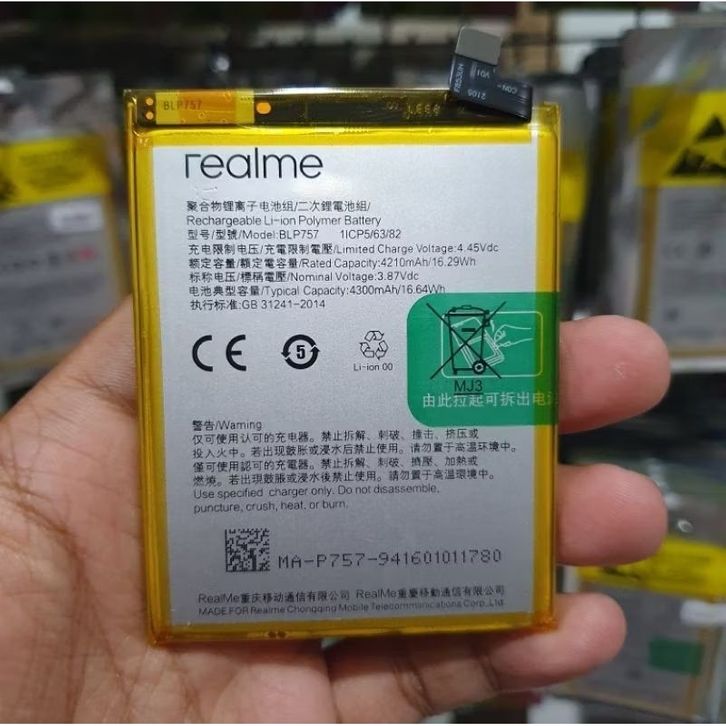 BLP757
CON-
2105
V01
realme
聚合物锂离子电池组/二次鋰電池組/
Rechargeable Li-ion Polymer Battery
型号/型號/Model:BLP757 1ICP5/63/82
充电限制电压/充電限制電壓/Limited Charge Voltage:4.45Vdc
额定容量/額定電容量/Rated Capacity:4210mAh/16.29Wh
标称电压/標稱電壓/Nominal Voltage:3.87Vdc
电池典型容量/Typical Capacity:4300mAh/16.64Wh
执行标准:GB 31241-2014
CE
5
Li-ion 00
MJ3
由此拉起可拆出电
警告/Warning
仅可使用认可的充电器。禁止拆解、刺破、撞击、挤压或
投入火中。若出现鼓胀或浸水后禁止使用。请勿置于高温环境中。
僅可使用認可的充電器。禁止拆解、刺破、擠壓、加熱或
燃燒。若出現鼓脹或浸水後禁止使用。請勿置於高溫環境中。
Use specified charger only. Do not disassemble,
puncture, crush, heat, or burn.
MA-P757-941601011780
RealMe重庆移动通信有限公司 RealMe重慶移動通信有限公司
MADE FOR Realme Chongqing Mobile Telecommunications Corp., Ltd.